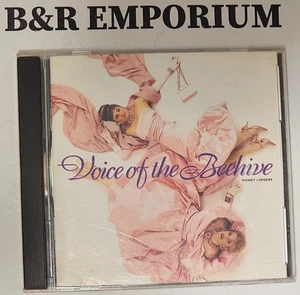 B&R EMPORIUM
Voice of the Beehive
HONEY LINGERS